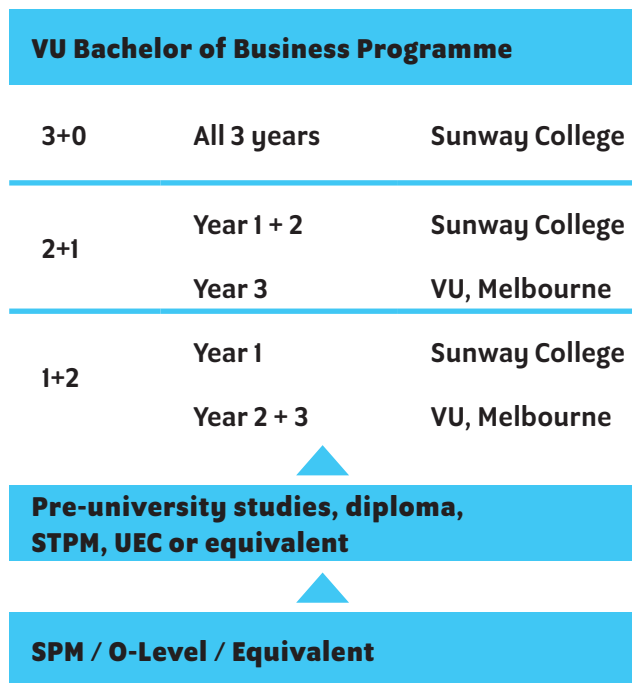 VU Bachelor of Business Programme
3+0 All 3 years Sunway College
2+1
Year 1 + 2 Sunway College
Year 3 VU, Melbourne
1+2
Year 1 Sunway College
Year 2 + 3 VU, Melbourne
Pre-university studies, diploma,
STPM, UEC or equivalent
SPM / O-Level / Equivalent